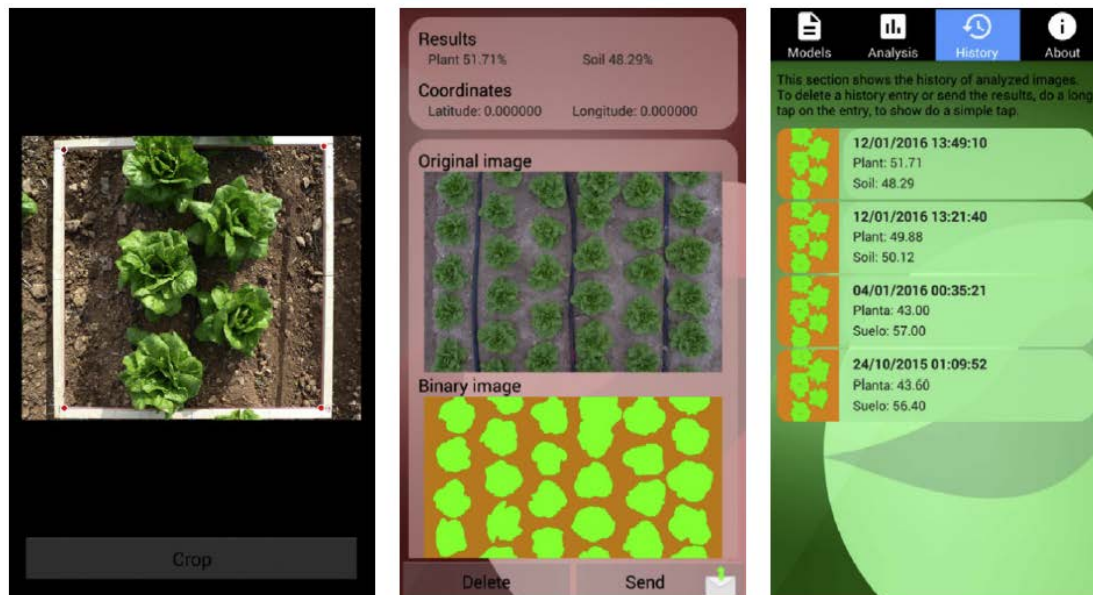 Crop
Results
Plant 51.71% Soil 48.29%
Coordinates
Latitude: 0.000000 Longitude: 0.000000
Original image
Binary image
Delete Send
Models Analysis History About
This section shows the history of analyzed images.
To delete a history entry or send the results, do a long
tap on the entry, to show do a simple tap.
12/01/2016 13:49:10
Plant: 51.71
Soil: 48.29
12/01/2016 13:21:40
Plant: 49.88
Soil: 50.12
04/01/2016 00:35:21
Planta: 43.00
Suelo: 57.00
24/10/2015 01:09:52
Planta: 43.60
Suelo: 56.40